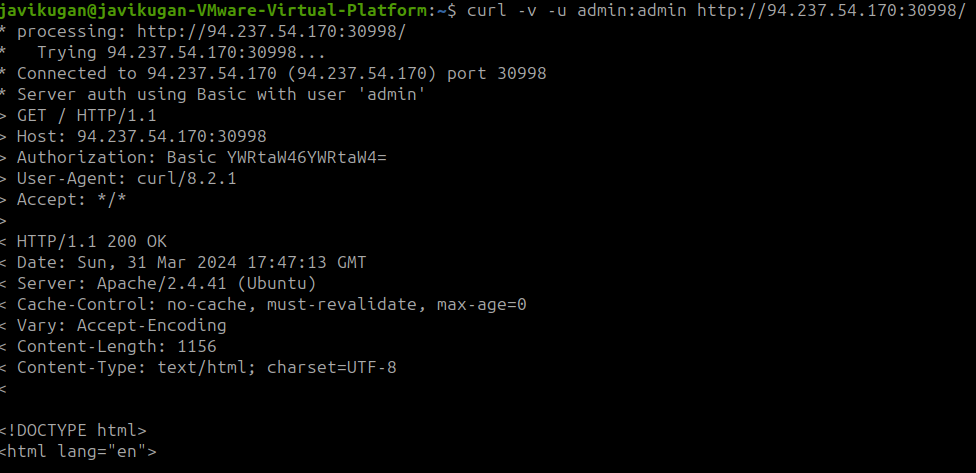 javikugan@javikugan-VMware-Virtual-Platform:~$ curl -v -u admin:admin http://94.237.54.170:30998/
* processing: http://94.237.54.170:30998/
*   Trying 94.237.54.170:30998...
* Connected to 94.237.54.170 (94.237.54.170) port 30998
* Server auth using Basic with user 'admin'
> GET / HTTP/1.1
> Host: 94.237.54.170:30998
> Authorization: Basic YWRtaW46YWRtaW4=
> User-Agent: curl/8.2.1
> Accept: */*
>
< HTTP/1.1 200 OK
< Date: Sun, 31 Mar 2024 17:47:13 GMT
< Server: Apache/2.4.41 (Ubuntu)
< Cache-Control: no-cache, must-revalidate, max-age=0
< Vary: Accept-Encoding
< Content-Length: 1156
< Content-Type: text/html; charset=UTF-8
<
<!DOCTYPE html>
<html lang="en">